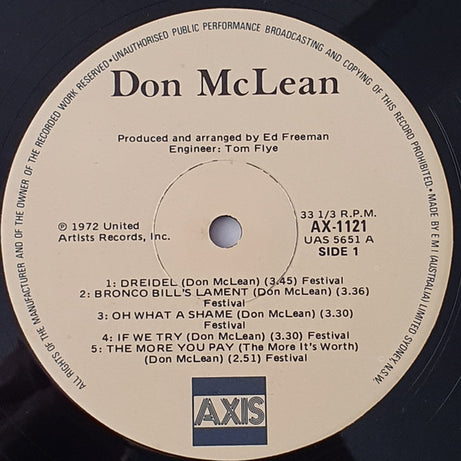 ALL RIGHTS OF THE MANUFACTURER AND OF THE OWNER OF THE RECORDED WORK RESERVED • UNAUTHORISED PUBLIC PERFORMANCE BROADCASTING AND COPYING OF THIS RECORD PROHIBITED. • MADE BY E M I (AUSTRALIA) LIMITED SYDNEY, N.S.W.
Don McLean
Produced and arranged by Ed Freeman
Engineer: Tom Flye
℗ 1972 United
Artists Records, Inc.
33 1/3 R.P.M.
AX-1121
UAS 5651 A
SIDE 1
1: DREIDEL (Don McLean) (3.45) Festival
2: BRONCO BILL'S LAMENT (Don McLean) (3.36)
Festival
3: OH WHAT A SHAME (Don McLean) (3.30)
Festival
4: IF WE TRY (Don McLean) (3.30) Festival
5: THE MORE YOU PAY (The More It's Worth)
(Don McLean) (2.51) Festival
AXIS